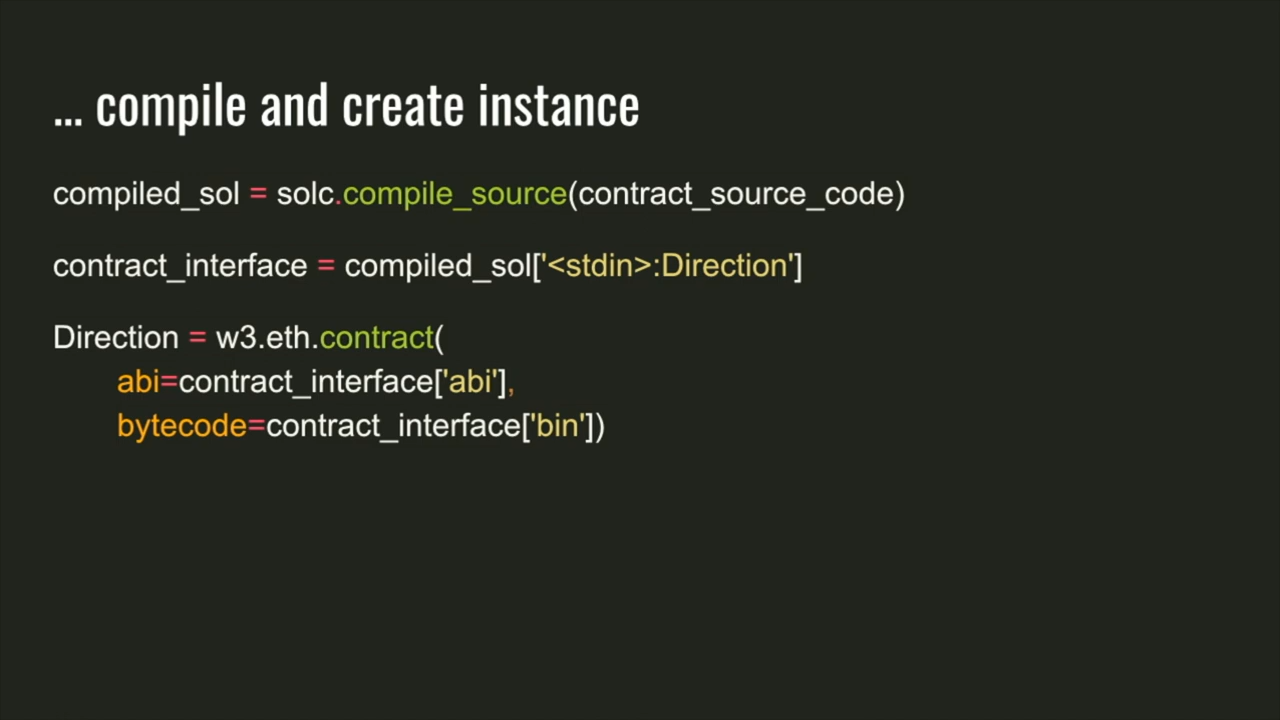 ... compile and create instance
compiled_sol = solc.compile_source(contract_source_code)
contract_interface = compiled_sol['<stdin>:Direction']
Direction = w3.eth.contract(
abi=contract_interface['abi'],
bytecode=contract_interface['bin'])